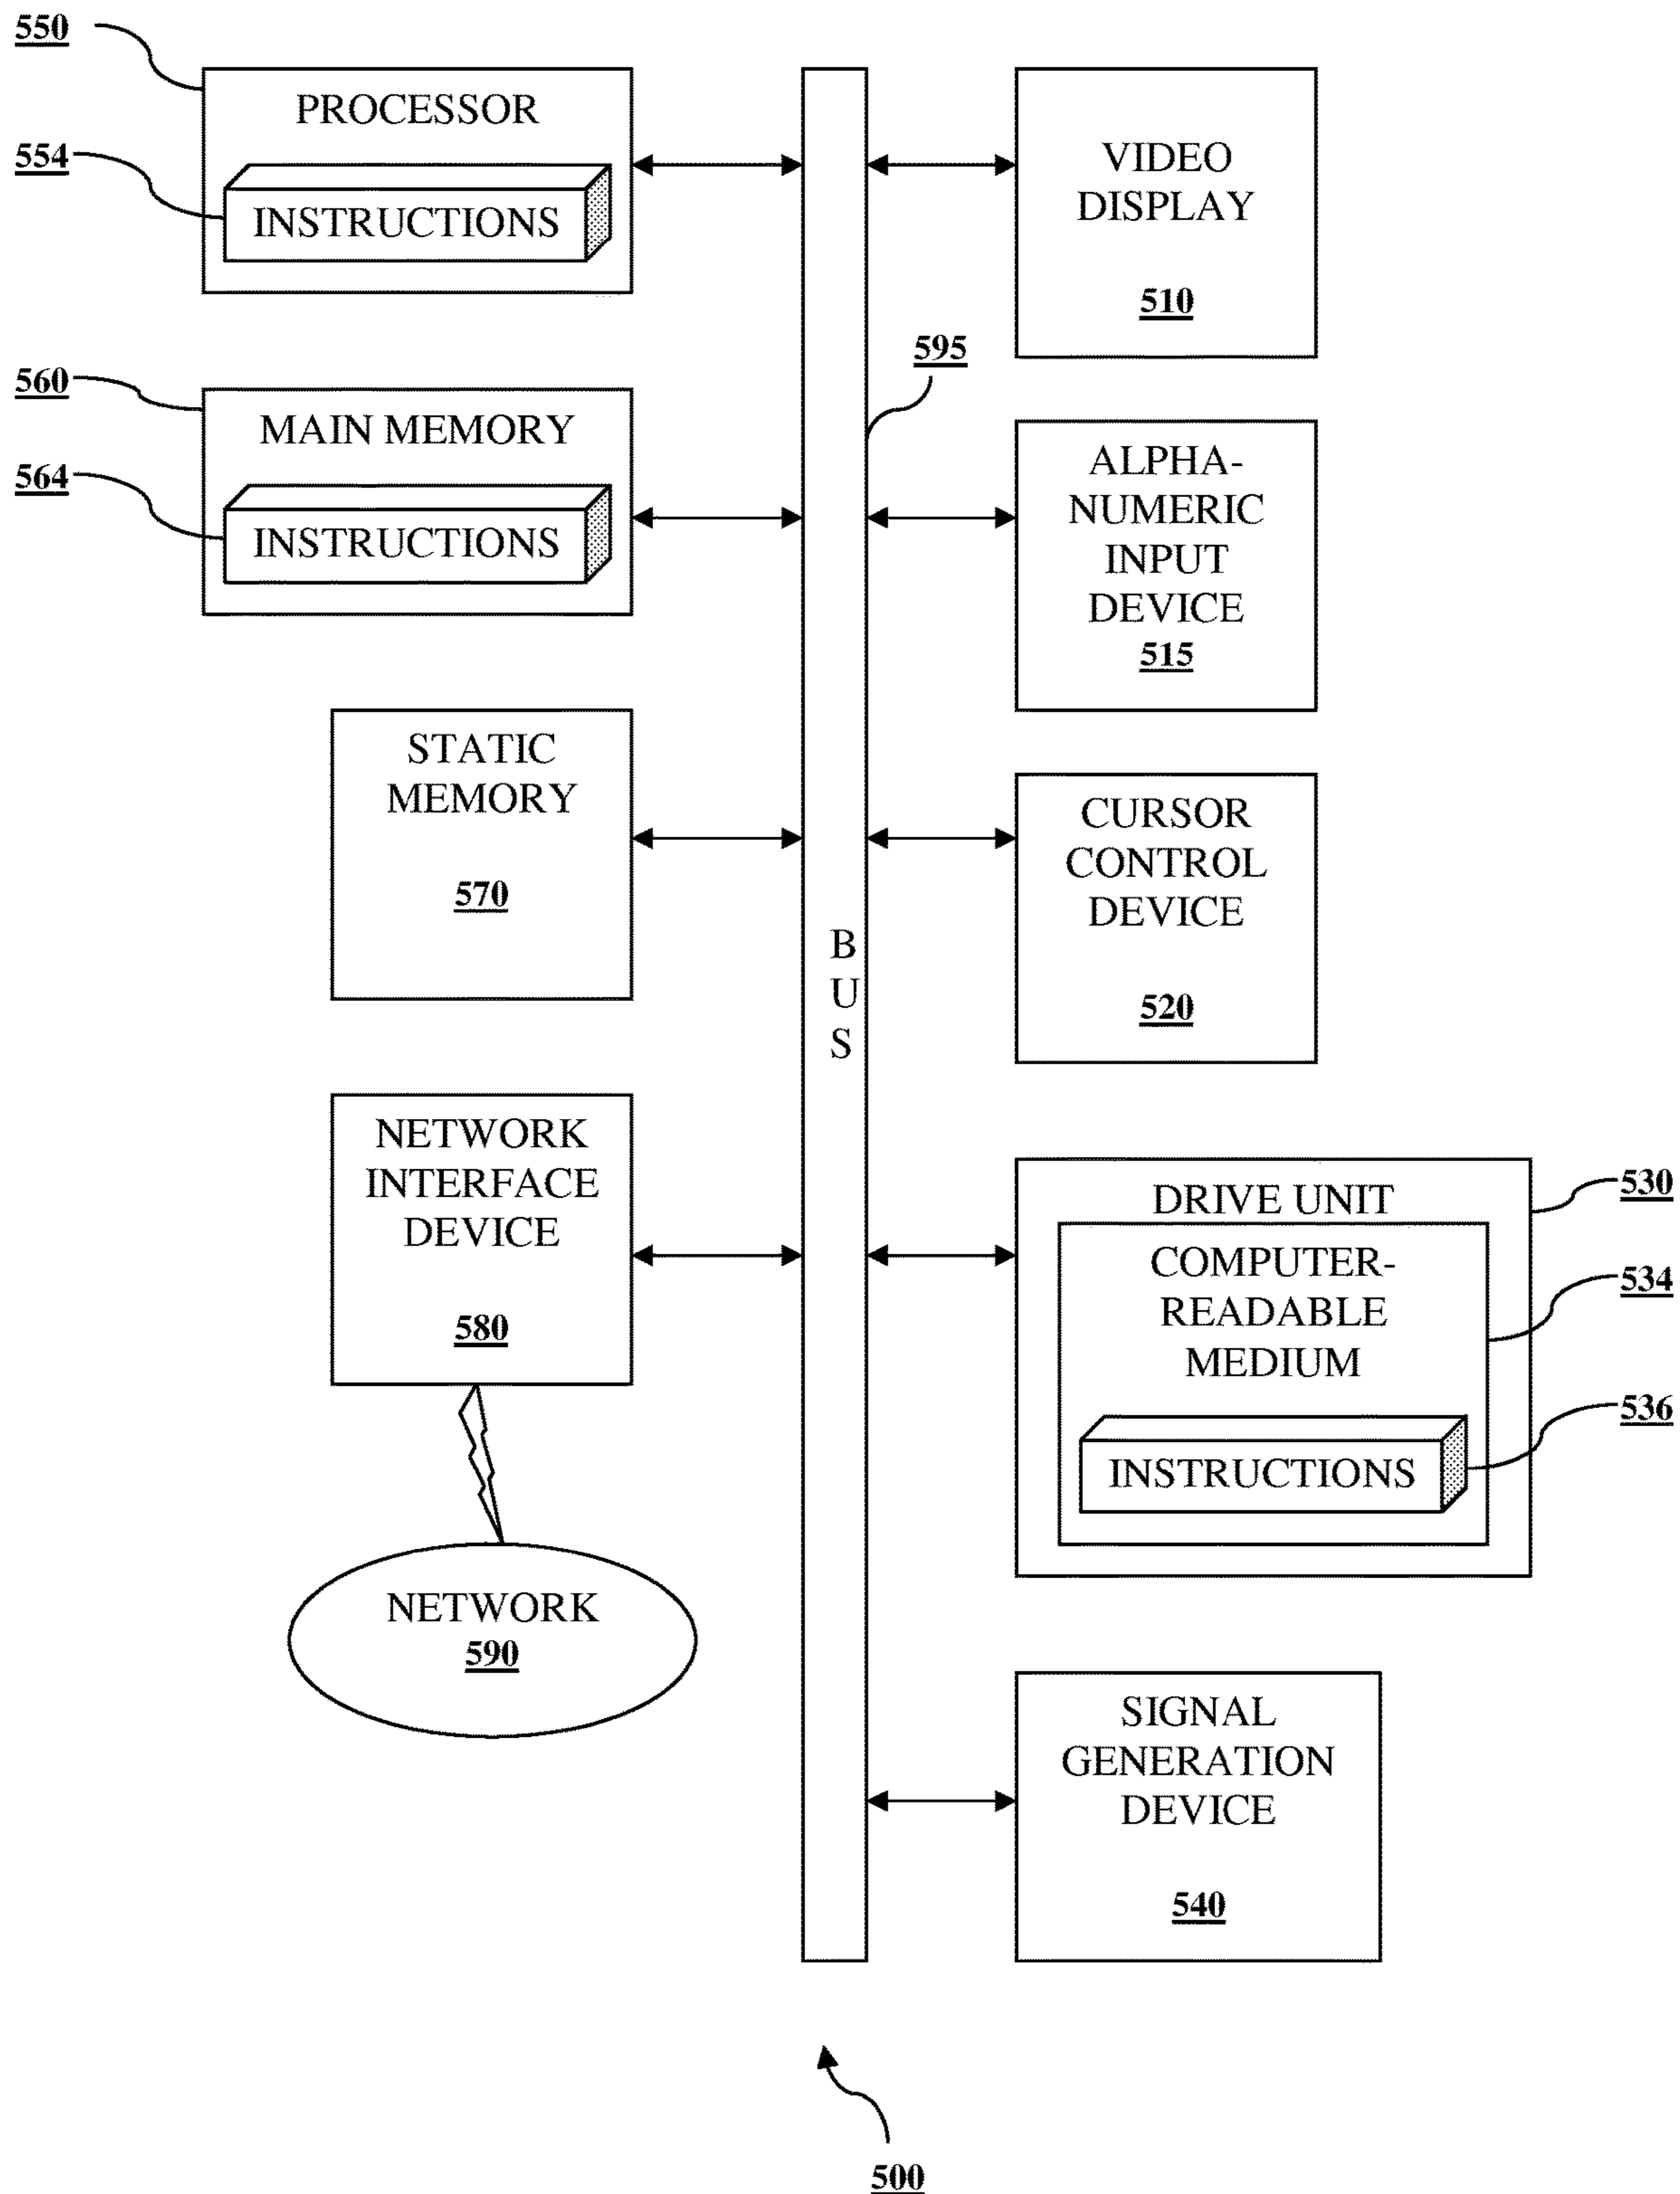 550
PROCESSOR
554
INSTRUCTIONS
560
MAIN MEMORY
564
INSTRUCTIONS
STATIC
MEMORY
570
NETWORK
INTERFACE
DEVICE
580
NETWORK
590
595
B
U
S
VIDEO
DISPLAY
510
ALPHA-
NUMERIC
INPUT
DEVICE
515
CURSOR
CONTROL
DEVICE
520
DRIVE UNIT
530
COMPUTER-
READABLE
MEDIUM
534
INSTRUCTIONS
536
SIGNAL
GENERATION
DEVICE
540
500